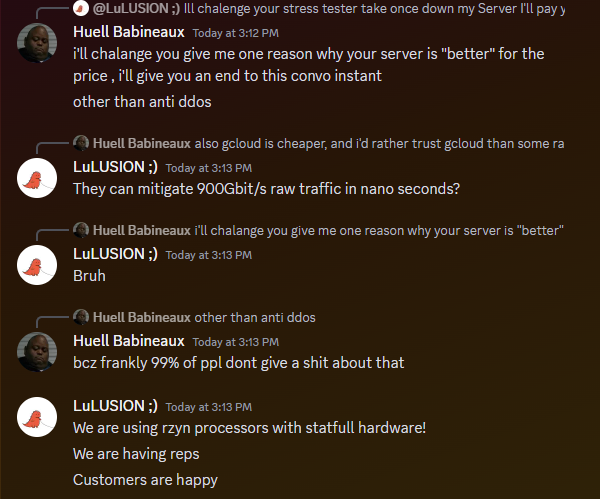 @LuLUSION ;) Ill chalenge your stress tester take once down my Server I'll pay y
Huell Babineaux Today at 3:12 PM
i'll chalange you give me one reason why your server is "better" for the
price , i'll give you an end to this convo instant
other than anti ddos
Huell Babineaux also gcloud is cheaper, and i'd rather trust gcloud than some ra
LuLUSION ;) Today at 3:13 PM
They can mitigate 900Gbit/s raw traffic in nano seconds?
Huell Babineaux i'll chalange you give me one reason why your server is "better"
LuLUSION ;) Today at 3:13 PM
Bruh
Huell Babineaux other than anti ddos
Huell Babineaux Today at 3:13 PM
bcz frankly 99% of ppl dont give a shit about that
LuLUSION ;) Today at 3:13 PM
We are using rzyn processors with statfull hardware!
We are having reps
Customers are happy